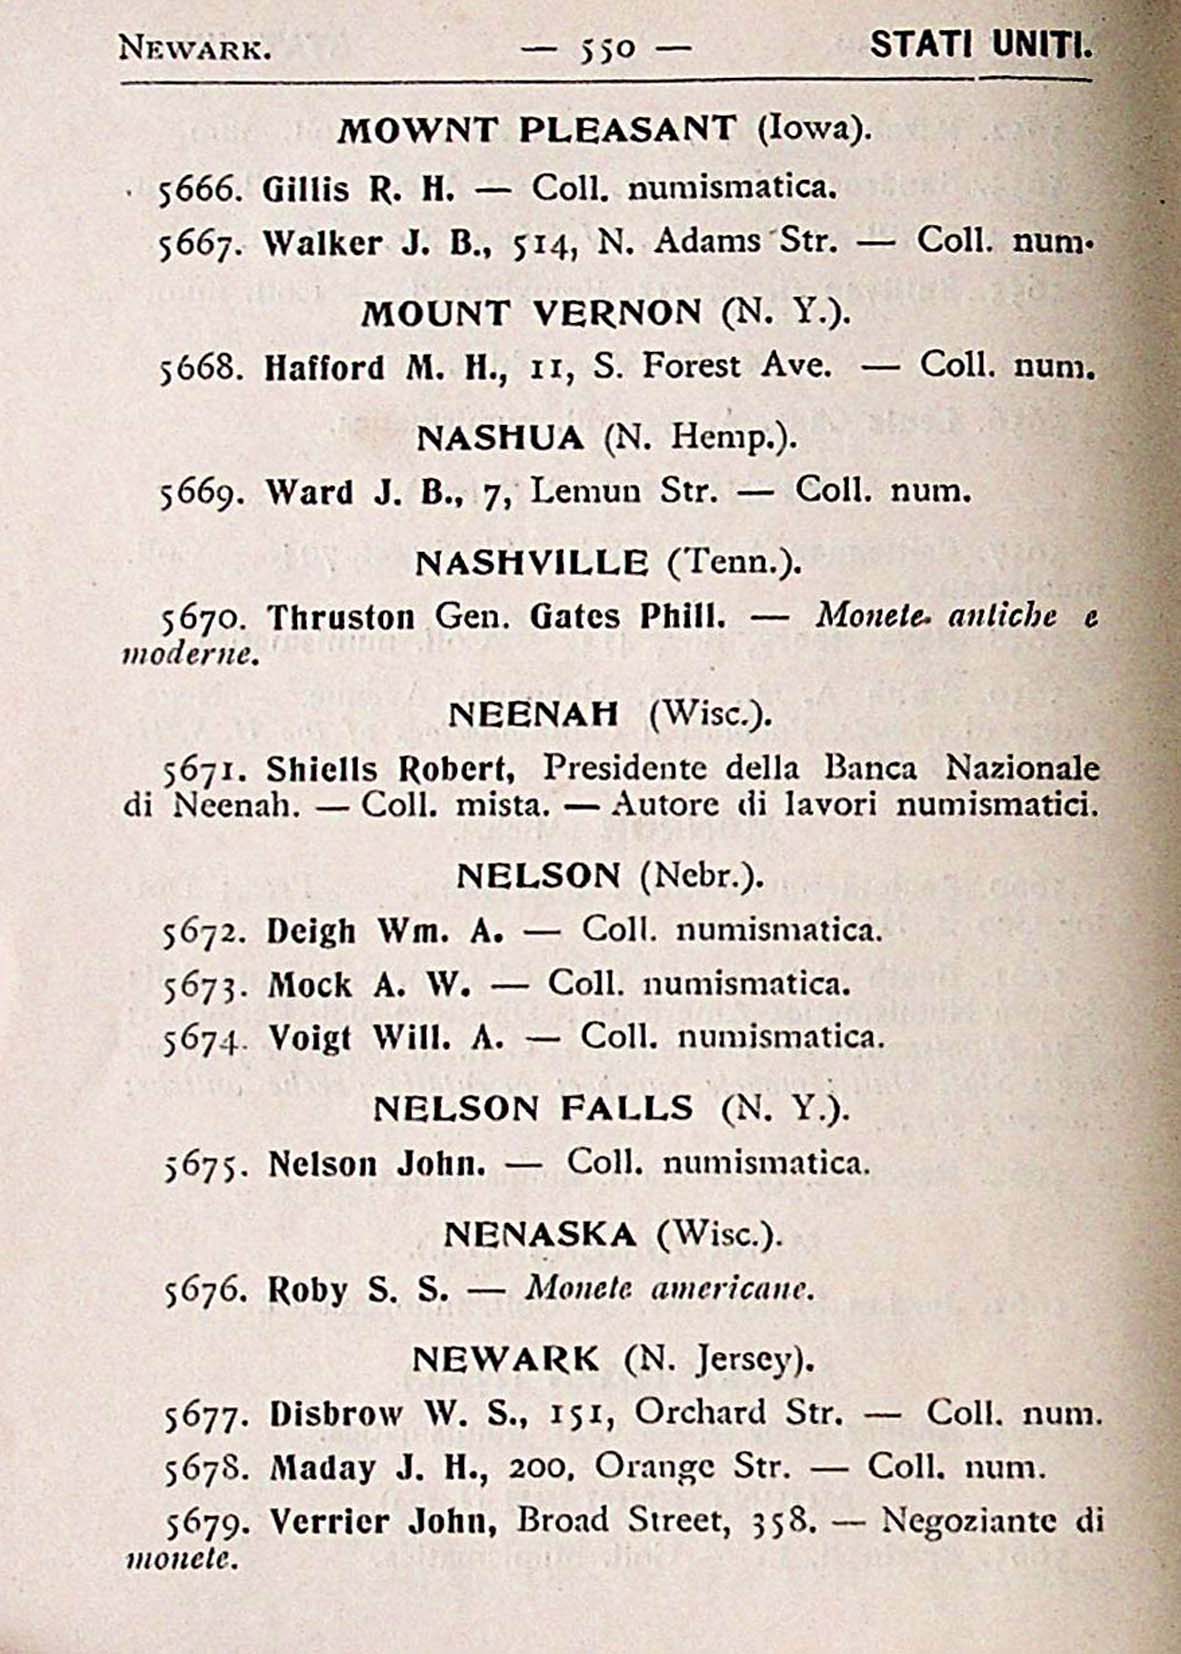 NEWARK. — 550 — STATI UNITI.
MOWNT PLEASANT (Iowa).
5666. Gillis R. H. — Coll. numismatica.
5667. Walker J. B., 514, N. Adams Str. — Coll. num.
MOUNT VERNON (N. Y.).
5668. Hafford M. H., 11, S. Forest Ave. — Coll. num.
NASHUA (N. Hemp.).
5669. Ward J. B., 7, Lemun Str. — Coll. num.
NASHVILLE (Tenn.).
5670. Thruston Gen. Gates Phill. — Monete antiche e
moderne.
NEENAH (Wisc.).
5671. Shiells Robert, Presidente della Banca Nazionale
di Neenah. — Coll. mista. — Autore di lavori numismatici.
NELSON (Nebr.).
5672. Deigh Wm. A. — Coll. numismatica.
5673. Mock A. W. — Coll. numismatica.
5674. Voigt Will. A. — Coll. numismatica.
NELSON FALLS (N. Y.).
5675. Nelson John. — Coll. numismatica.
NENASKA (Wisc.).
5676. Roby S. S. — Monete americane.
NEWARK (N. Jersey).
5677. Disbrow W. S., 151, Orchard Str. — Coll. num.
5678. Maday J. H., 200, Orange Str. — Coll. num.
5679. Verrier John, Broad Street, 358. — Negoziante di
monete.